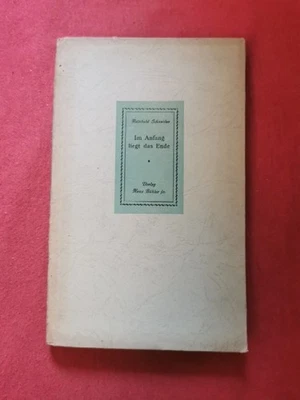 Reinhold Schneider
Im Anfang
liegt das Ende
Verlag
Hans Bühler jr.